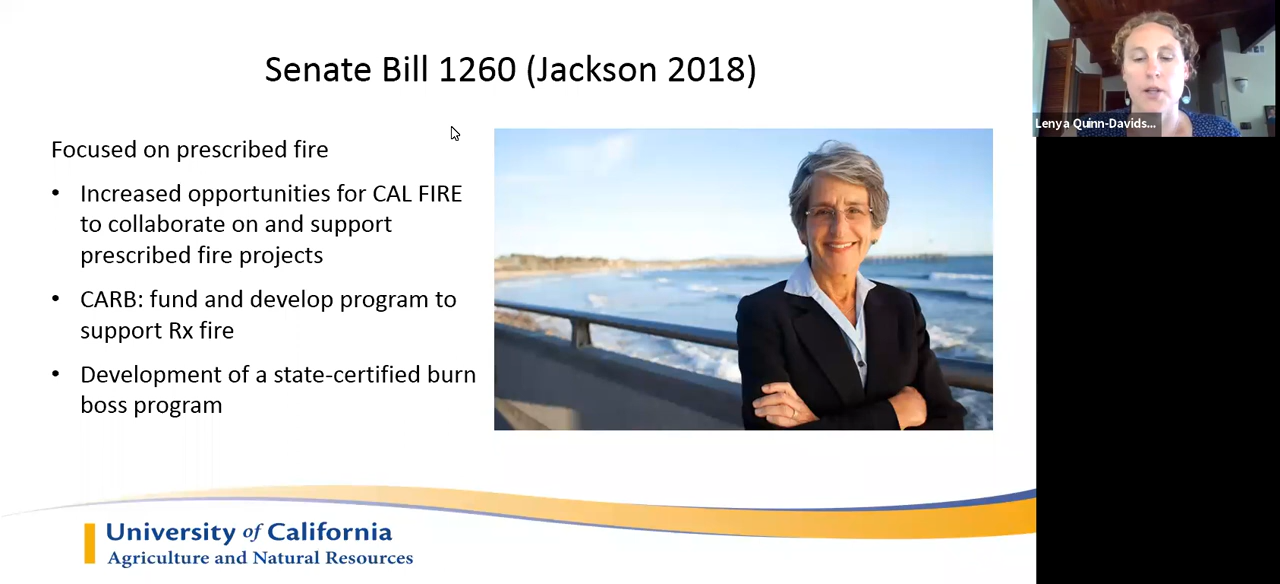 Senate Bill 1260 (Jackson 2018)
Focused on prescribed fire
• Increased opportunities for CAL FIRE
to collaborate on and support
prescribed fire projects
• CARB: fund and develop program to
support Rx fire
• Development of a state-certified burn
boss program
University of California
Agriculture and Natural Resources
Lenya Quinn-Davids...